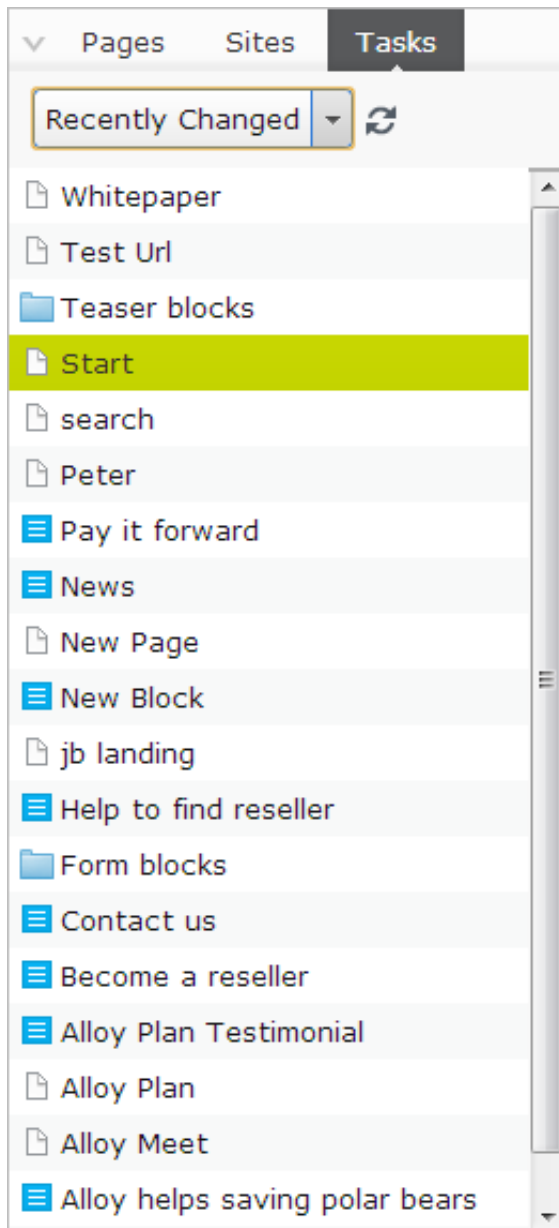 Pages Sites Tasks
Recently Changed
Whitepaper
Test Url
Teaser blocks
Start
search
Peter
Pay it forward
News
New Page
New Block
jb landing
Help to find reseller
Form blocks
Contact us
Become a reseller
Alloy Plan Testimonial
Alloy Plan
Alloy Meet
Alloy helps saving polar bears